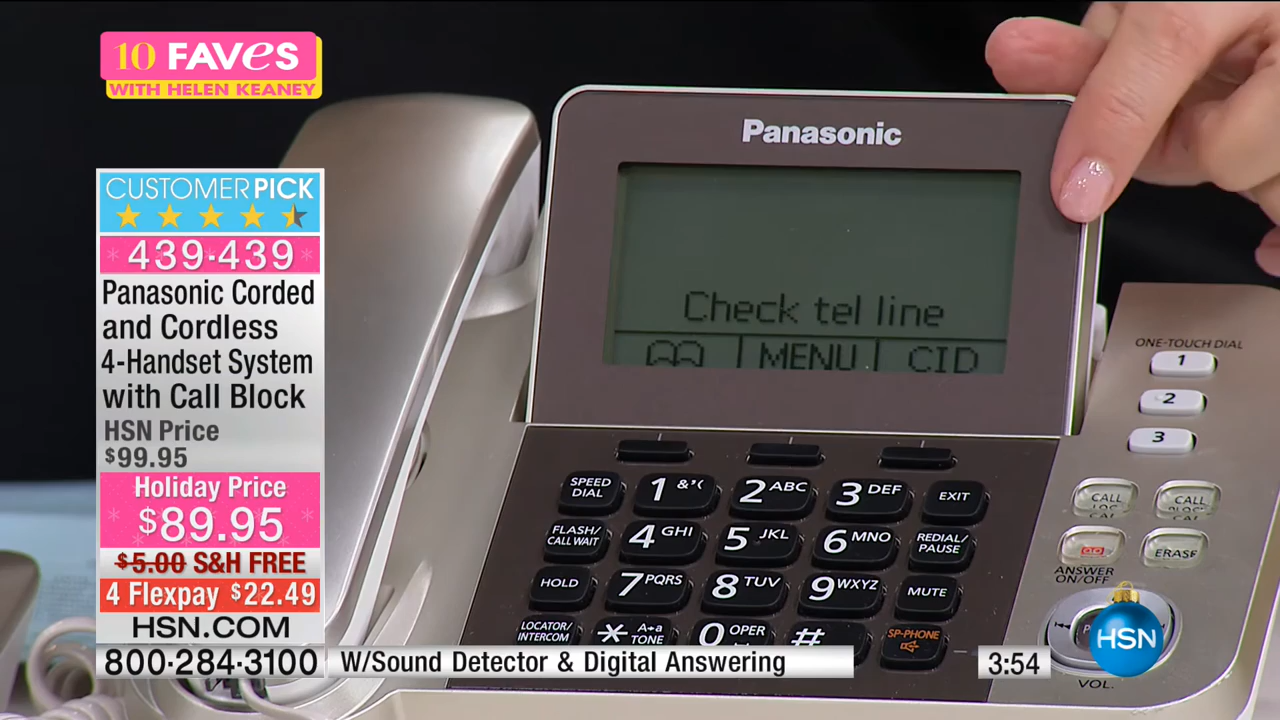 10 FAVES
WITH HELEN KEANEY
CUSTOMER PICK
439·439
Panasonic Corded
and Cordless
4-Handset System
with Call Block
HSN Price
$99.95
Holiday Price
$89.95
$5.00 S&H FREE
4 Flexpay $22.49
HSN.COM
800·284·3100
W/Sound Detector & Digital Answering
3:54
HSN
Panasonic
Check tel line
MENU CID
ONE-TOUCH DIAL
1
2
3
SPEED DIAL 1 &'( 2 ABC 3 DEF EXIT
FLASH/ CALL WAIT 4 GHI 5 JKL 6 MNO REDIAL/ PAUSE
HOLD 7 PQRS 8 TUV 9 WXYZ MUTE
LOCATOR/ INTERCOM * A→a TONE 0 OPER # SP-PHONE
CALL
CALL
ERASE
ANSWER ON/OFF
VOL.